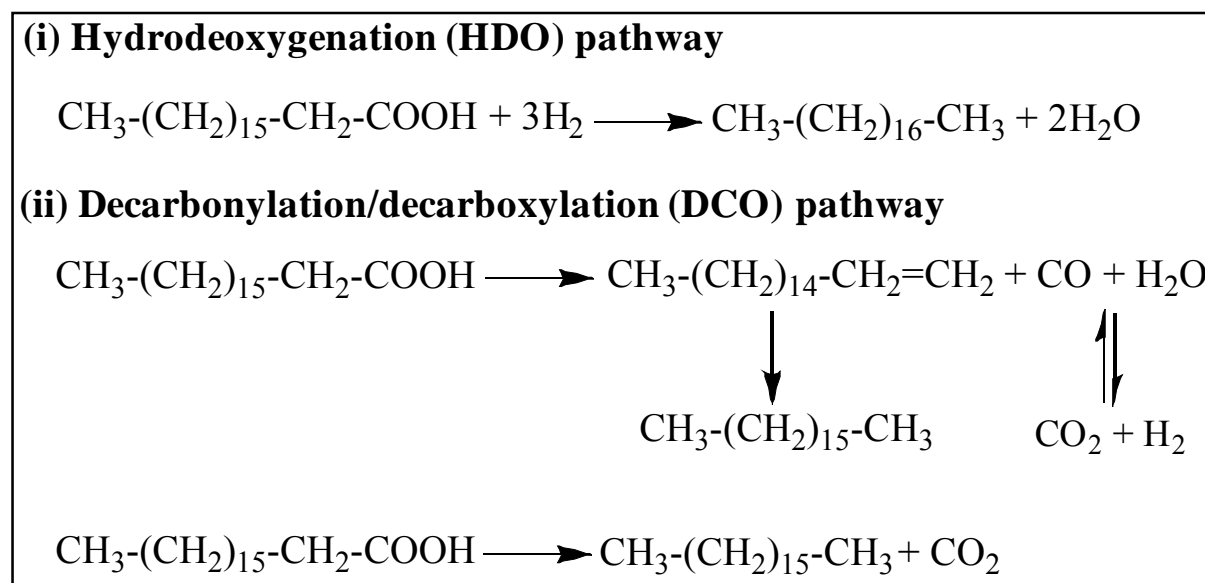 (i) Hydrodeoxygenation (HDO) pathway
CH₃-(CH₂)₁₅-CH₂-COOH + 3H₂ → CH₃-(CH₂)₁₆-CH₃ + 2H₂O
(ii) Decarbonylation/decarboxylation (DCO) pathway
CH₃-(CH₂)₁₅-CH₂-COOH → CH₃-(CH₂)₁₄-CH₂=CH₂ + CO + H₂O
CH₃-(CH₂)₁₅-CH₃ CO₂ + H₂
CH₃-(CH₂)₁₅-CH₂-COOH → CH₃-(CH₂)₁₅-CH₃ + CO₂